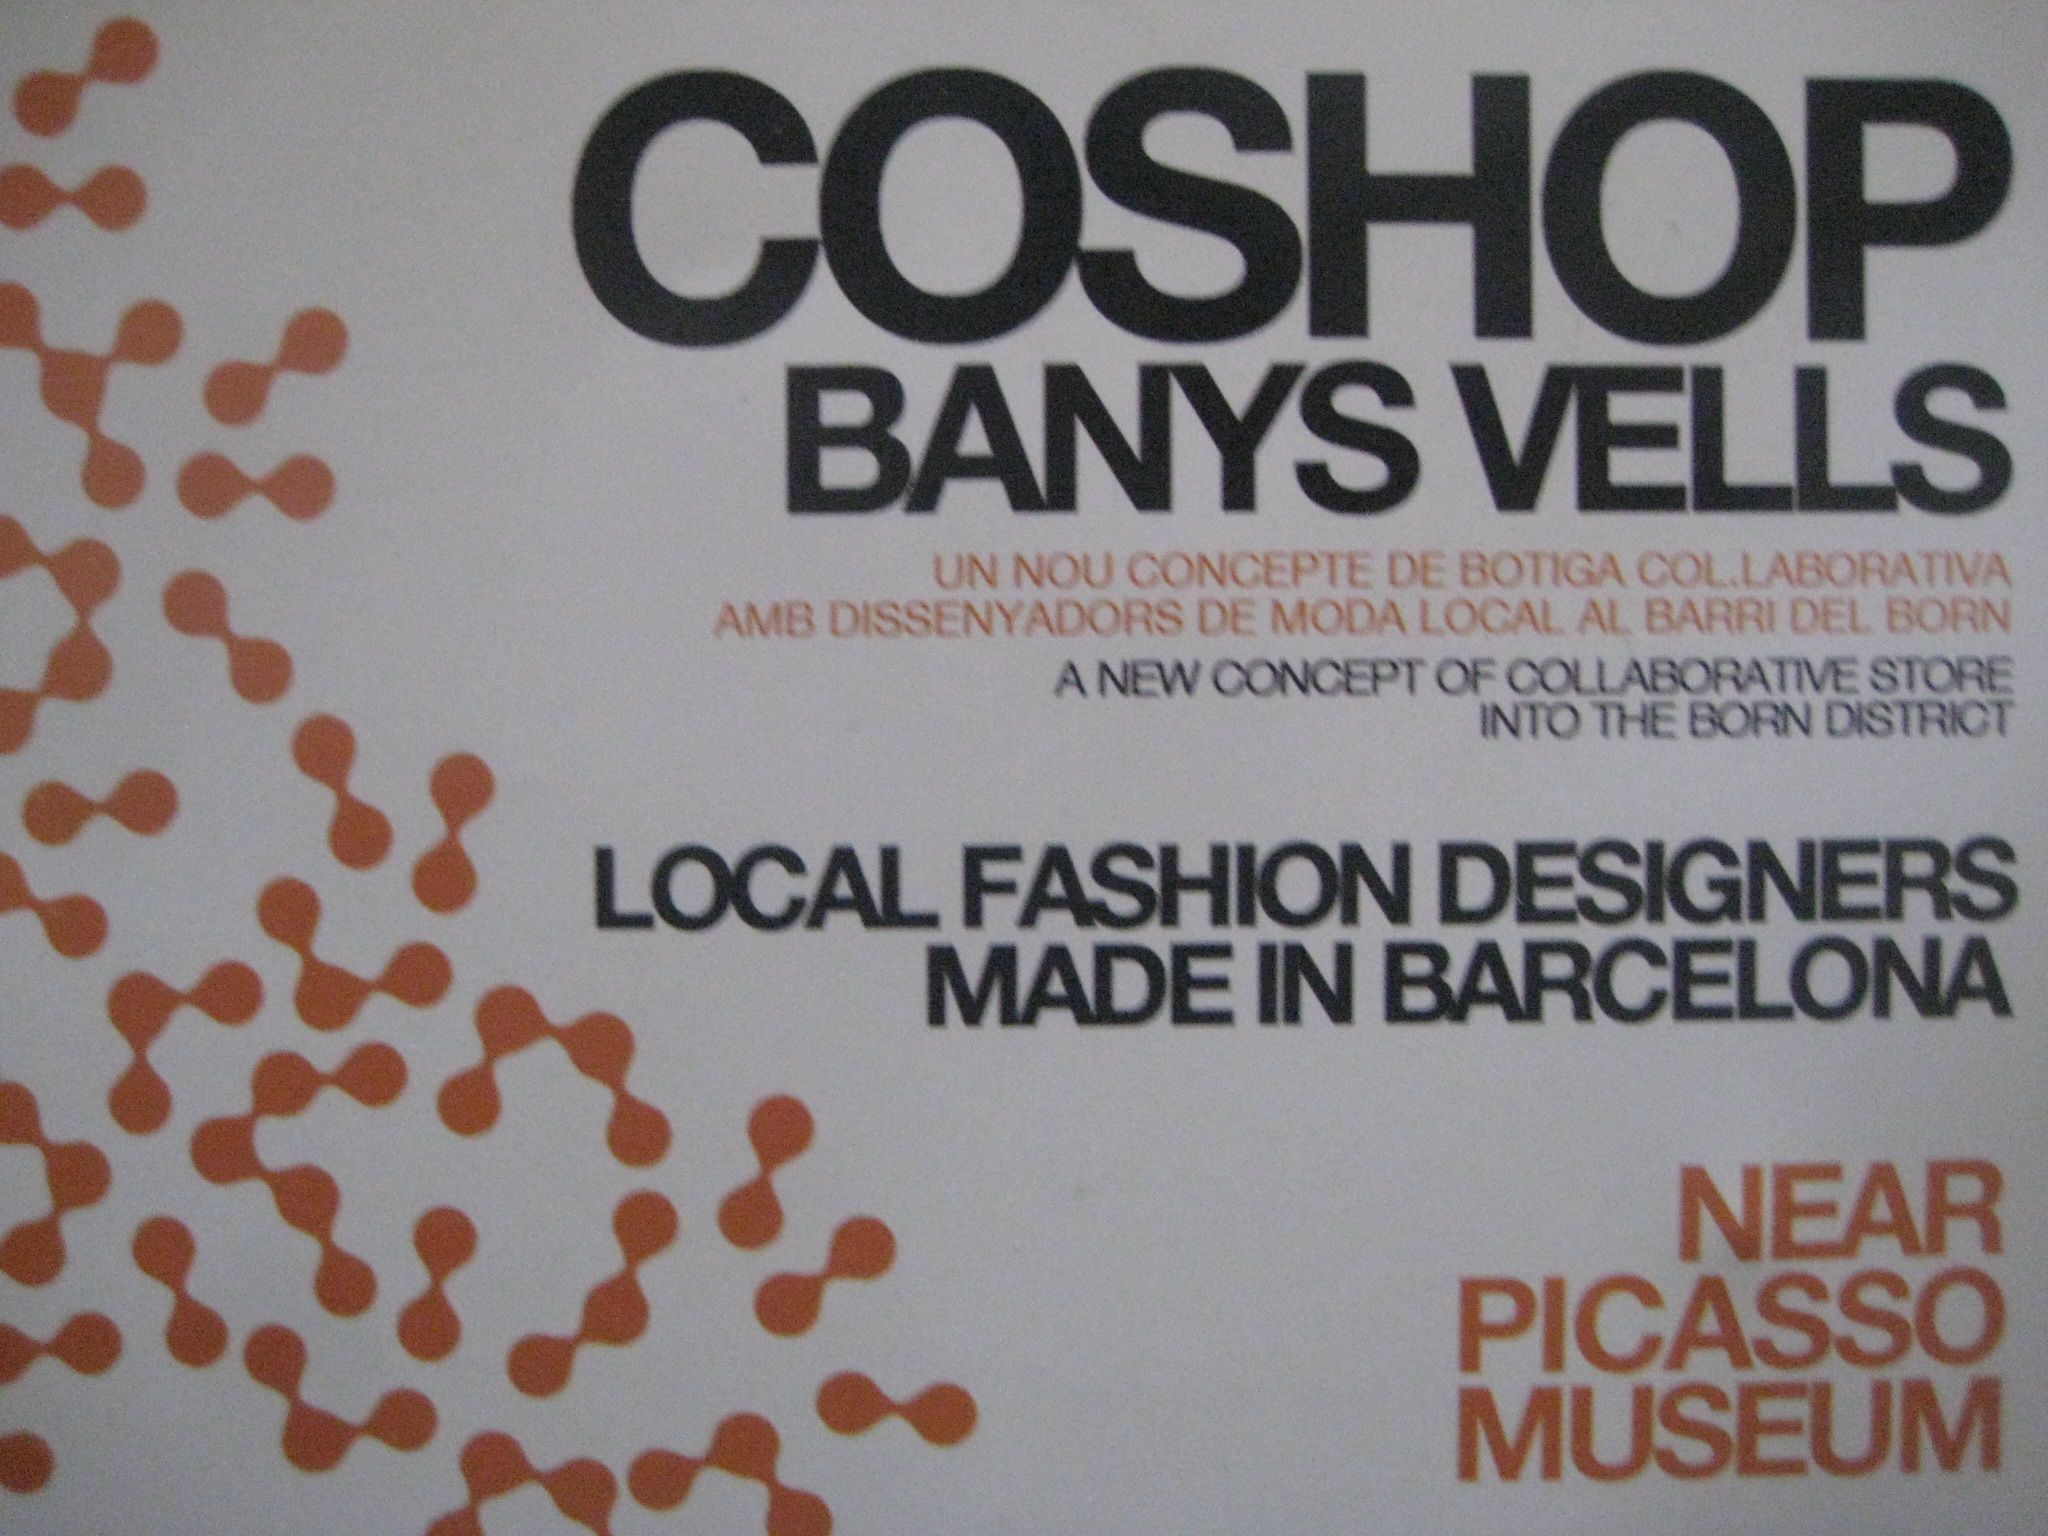 COSHOP
BANYS VELLS
UN NOU CONCEPTE DE BOTIGA COL.LABORATIVA
AMB DISSENYADORS DE MODA LOCAL AL BARRI DEL BORN
A NEW CONCEPT OF COLLABORATIVE STORE
INTO THE BORN DISTRICT
LOCAL FASHION DESIGNERS
MADE IN BARCELONA
NEAR
PICASSO
MUSEUM